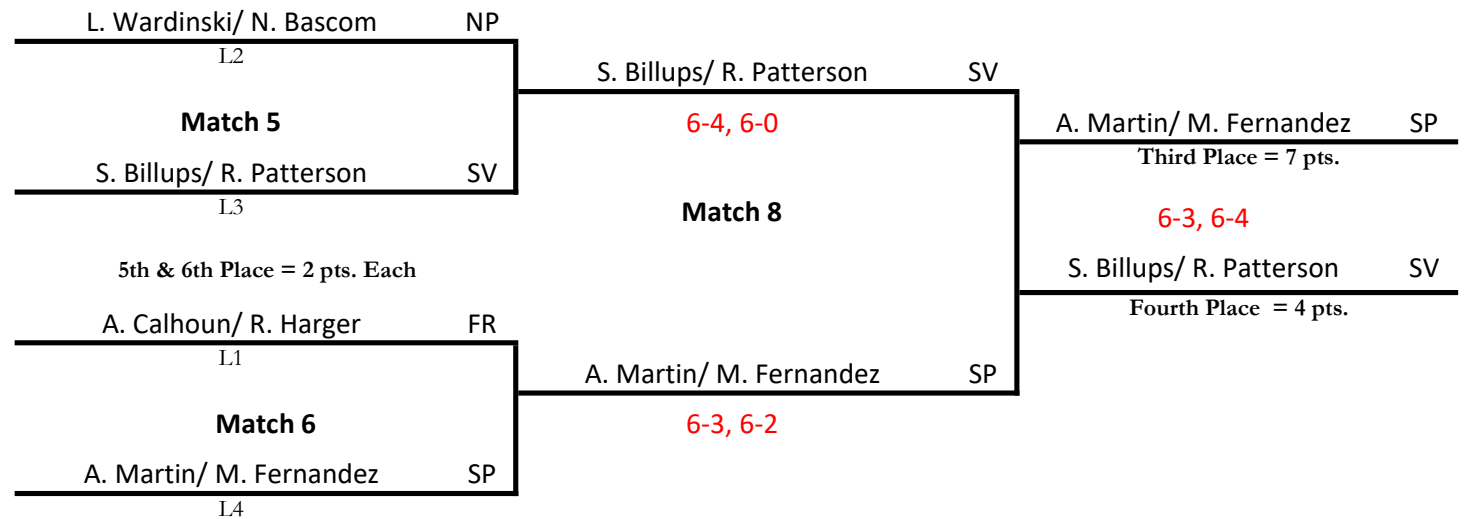 L. Wardinski/ N. Bascom NP
L2
Match 5
S. Billups/ R. Patterson SV
L3
5th & 6th Place = 2 pts. Each
A. Calhoun/ R. Harger FR
L1
Match 6
A. Martin/ M. Fernandez SP
L4
S. Billups/ R. Patterson SV
6-4, 6-0
Match 8
A. Martin/ M. Fernandez SP
6-3, 6-2
A. Martin/ M. Fernandez SP
Third Place = 7 pts.
6-3, 6-4
S. Billups/ R. Patterson SV
Fourth Place = 4 pts.